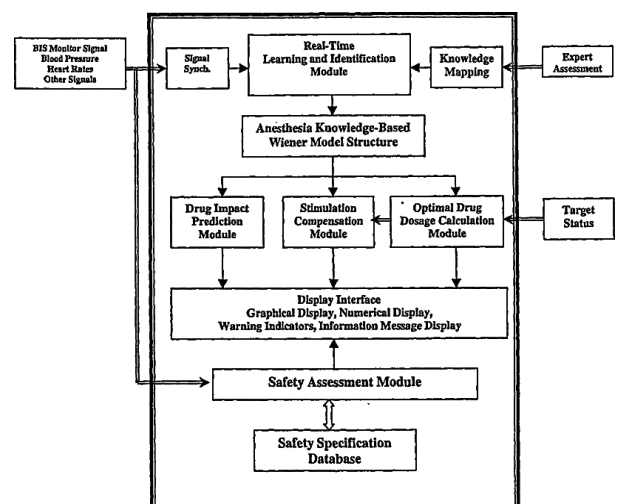 BIS Monitor Signal
Blood Pressure
Heart Rates
Other Signals
Signal
Synch.
Real-Time
Learning and Identification
Module
Knowledge
Mapping
Expert
Assessment
Anesthesia Knowledge-Based
Wiener Model Structure
Drug Impact
Prediction
Module
Stimulation
Compensation
Module
Optimal Drug
Dosage Calculation
Module
Target
Status
Display Interface
Graphical Display, Numerical Display,
Warning Indicators, Information Message Display
Safety Assessment Module
Safety Specification
Database